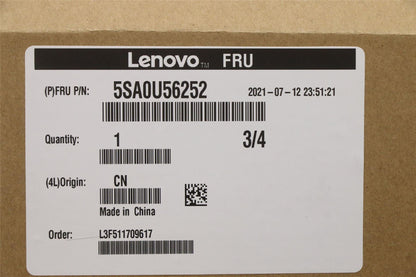 Lenovo™ FRU
(P)FRU P/N: 5SA0U56252 2021-07-12 23:51:21
Quantity: 1 3/4
(4L)Origin: CN
Made in China
Order: L3F511709617